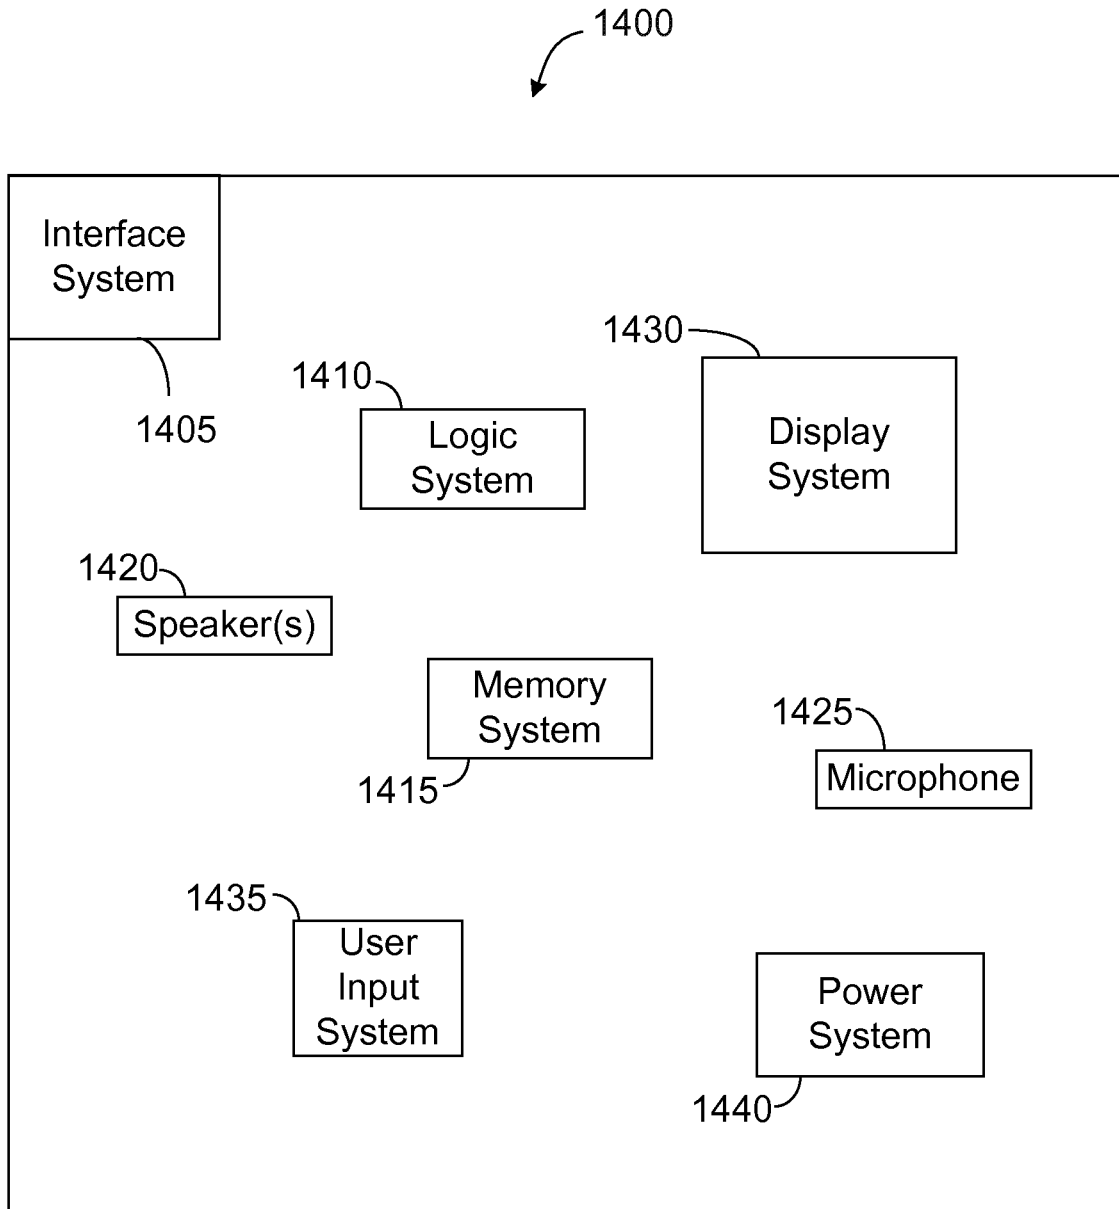 1400
Interface
System
1405
1430
Display
System
1410
Logic
System
1420
Speaker(s)
Memory
System
1415
1425
Microphone
1435
User
Input
System
Power
System
1440